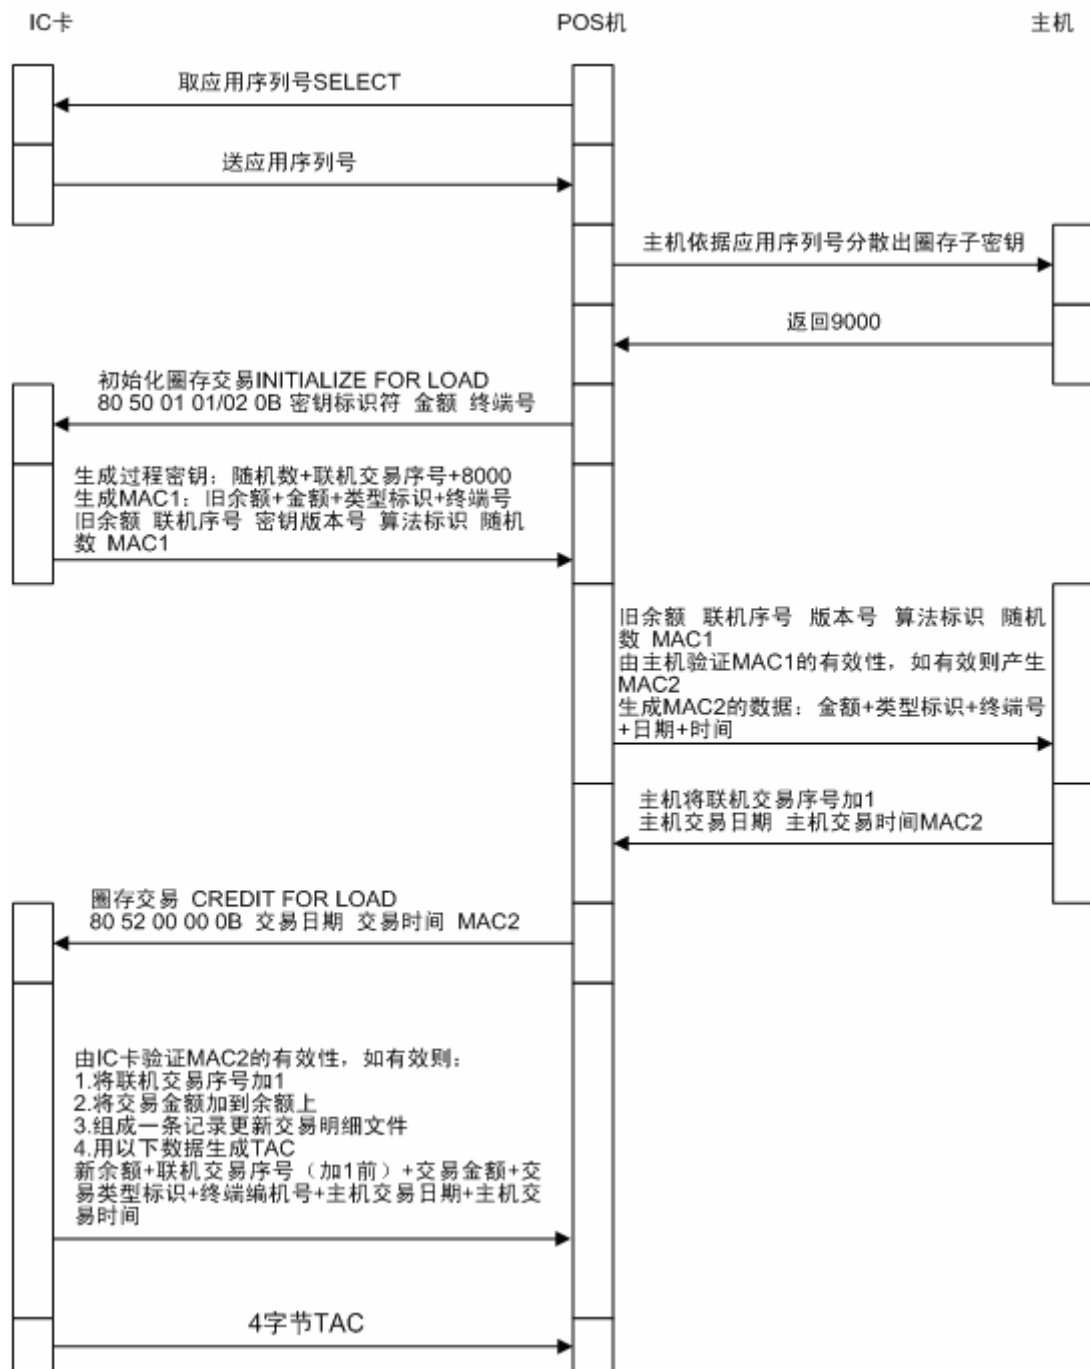 IC卡
POS机
主机
取应用序列号SELECT
送应用序列号
主机依据应用序列号分散出圈存子密钥
返回9000
初始化圈存交易INITIALIZE FOR LOAD
80 50 01 01/02 0B 密钥标识符 金额 终端号
生成过程密钥：随机数+联机交易序号+8000
生成MAC1：旧余额+金额+类型标识+终端号
旧余额 联机序号 密钥版本号 算法标识 随机
数 MAC1
旧余额 联机序号 版本号 算法标识 随机
数 MAC1
由主机验证MAC1的有效性，如有效则产生
MAC2
生成MAC2的数据：金额+类型标识+终端号
+日期+时间
主机将联机交易序号加1
主机交易日期 主机交易时间MAC2
圈存交易 CREDIT FOR LOAD
80 52 00 00 0B 交易日期 交易时间 MAC2
由IC卡验证MAC2的有效性，如有效则：
1.将联机交易序号加1
2.将交易金额加到余额上
3.组成一条记录更新交易明细文件
4.用以下数据生成TAC
新余额+联机交易序号（加1前）+交易金额+交
易类型标识+终端编机号+主机交易日期+主机交
易时间
4字节TAC